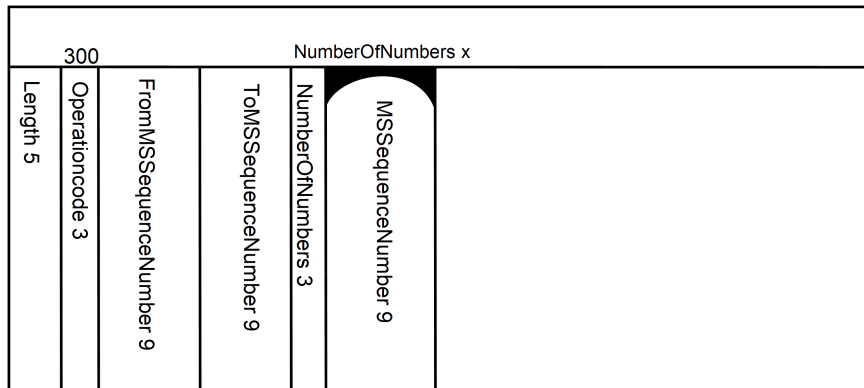 300
NumberOfNumbers x
Length 5
Operationcode 3
FromMSSequenceNumber 9
ToMSSequenceNumber 9
NumberOfNumbers 3
MSSequenceNumber 9